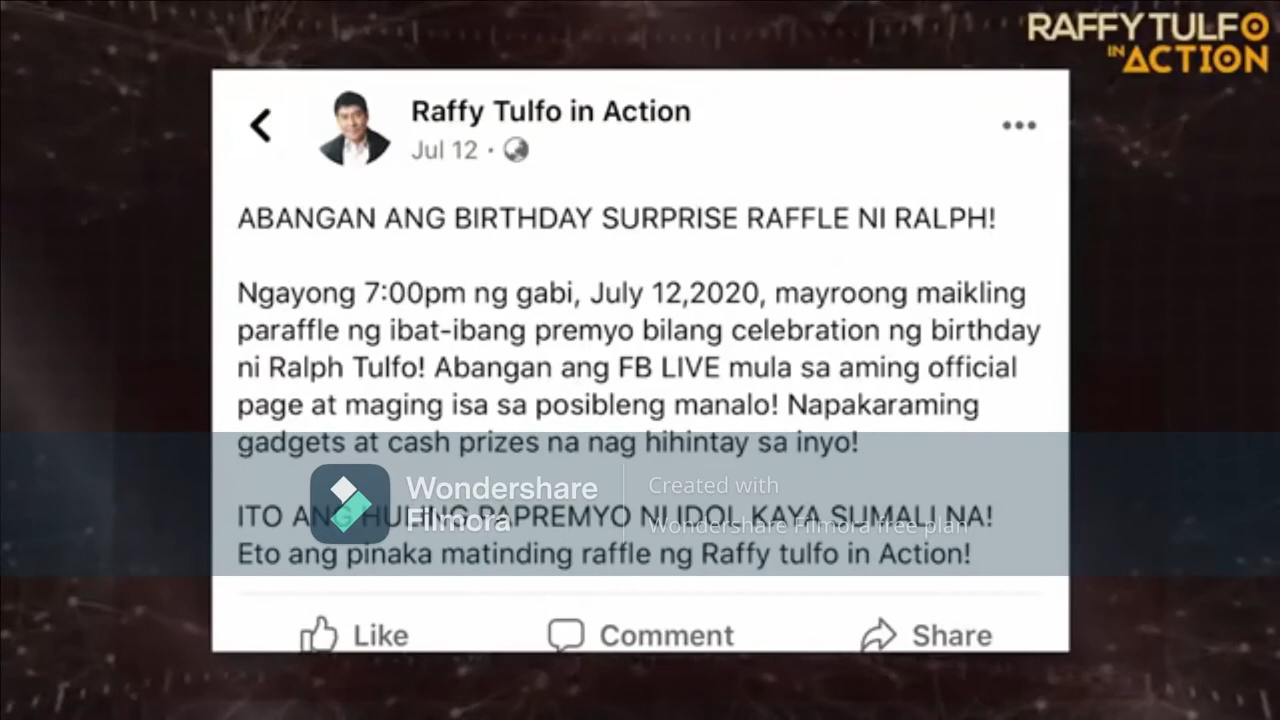 RAFFY TULFO
IN ACTION
Raffy Tulfo in Action
Jul 12 ·
ABANGAN ANG BIRTHDAY SURPRISE RAFFLE NI RALPH!
Ngayong 7:00pm ng gabi, July 12,2020, mayroong maikling
paraffle ng ibat-ibang premyo bilang celebration ng birthday
ni Ralph Tulfo! Abangan ang FB LIVE mula sa aming official
page at maging isa sa posibleng manalo! Napakaraming
gadgets at cash prizes na nag hihintay sa inyo!
Wondershare
Filmora
Created with
Wondershare Filmora free plan
ITO ANG HULING PAPREMYO NI IDOL KAYA SUMALI NA!
Eto ang pinaka matinding raffle ng Raffy tulfo in Action!
Like Comment Share